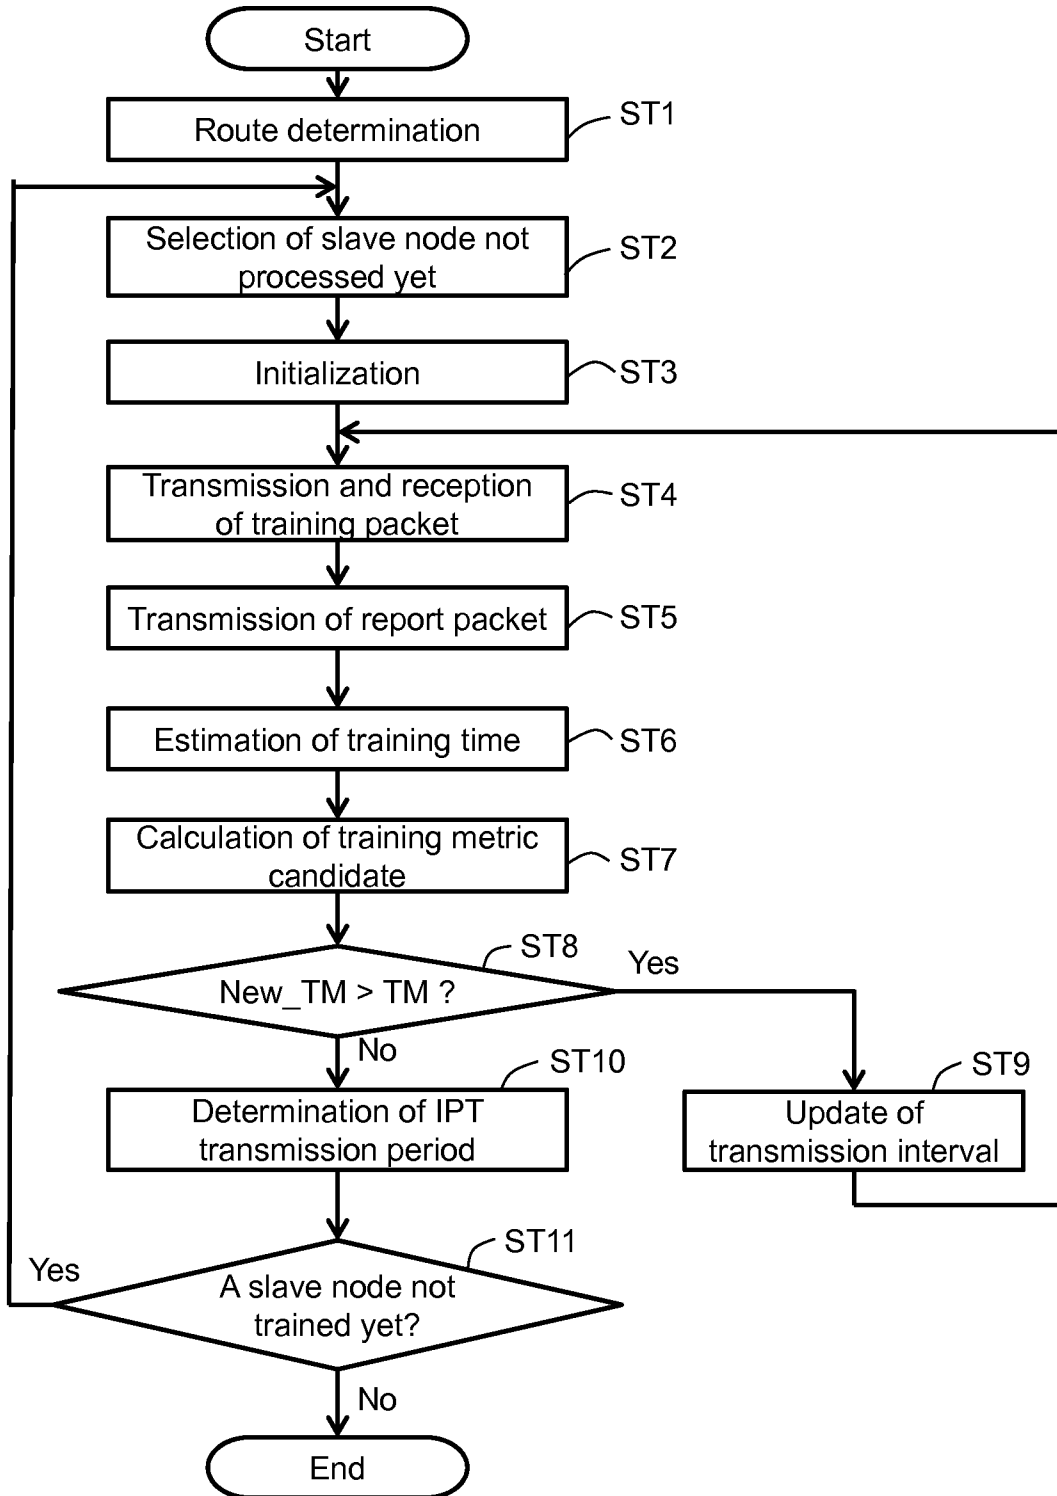 Start
Route determination
ST1
Selection of slave node not
processed yet
ST2
Initialization
ST3
Transmission and reception
of training packet
ST4
Transmission of report packet
ST5
Estimation of training time
ST6
Calculation of training metric
candidate
ST7
ST8
New_TM > TM ?
Yes
No
ST10
Determination of IPT
transmission period
ST9
Update of
transmission interval
ST11
Yes
A slave node not
trained yet?
No
End